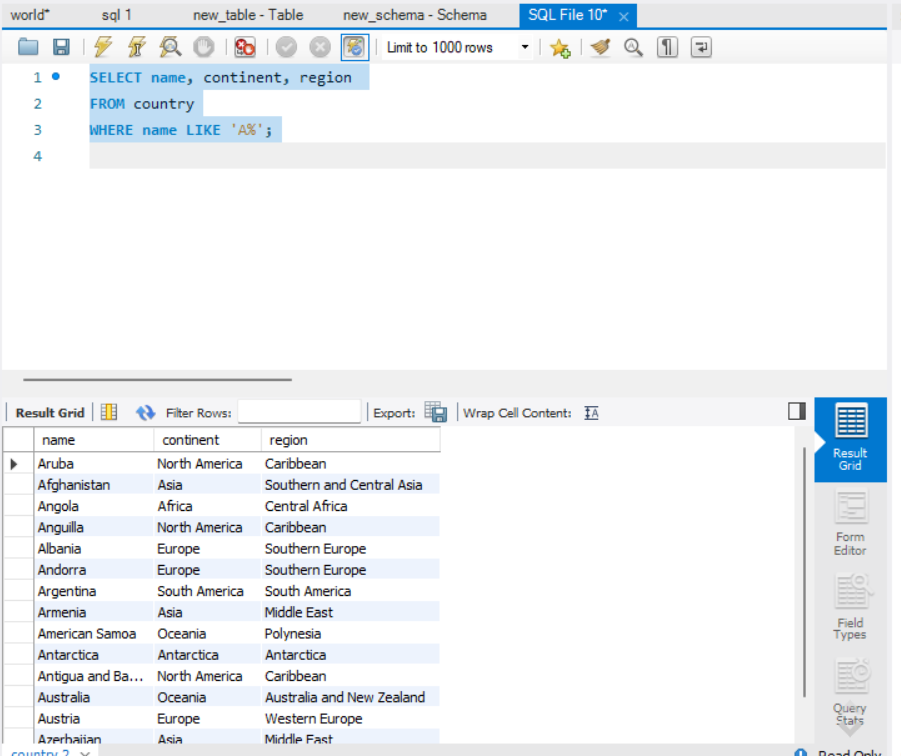 world* sql 1 new_table - Table new_schema - Schema SQL File 10* ×
Limit to 1000 rows
1 SELECT name, continent, region
2 FROM country
3 WHERE name LIKE 'A%';
4
Result Grid Filter Rows: Export: Wrap Cell Content: IA
name continent region
Aruba North America Caribbean
Afghanistan Asia Southern and Central Asia
Angola Africa Central Africa
Anguilla North America Caribbean
Albania Europe Southern Europe
Andorra Europe Southern Europe
Argentina South America South America
Armenia Asia Middle East
American Samoa Oceania Polynesia
Antarctica Antarctica Antarctica
Antigua and Ba... North America Caribbean
Australia Oceania Australia and New Zealand
Austria Europe Western Europe
Azerbaijan Asia Middle East
Result
Grid
Form
Editor
Field
Types
Query
Stats
country 2 ×
Read Only